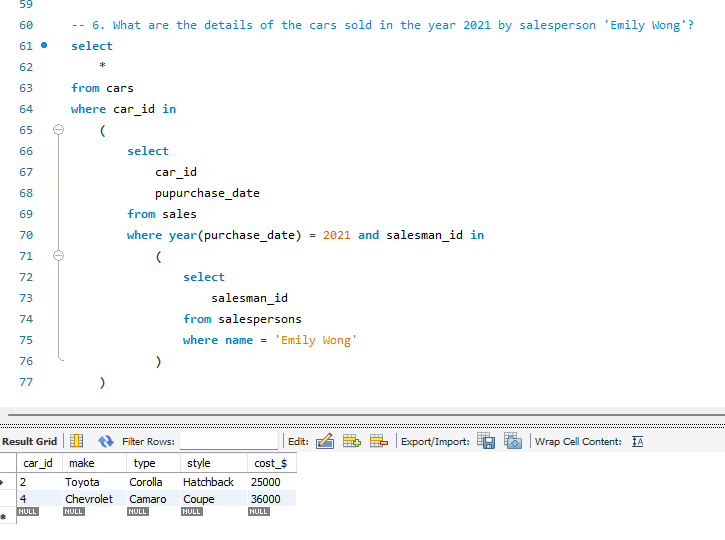 59
60 -- 6. What are the details of the cars sold in the year 2021 by salesperson 'Emily Wong'?
61 select
62 *
63 from cars
64 where car_id in
65 (
66 select
67 car_id
68 pupurchase_date
69 from sales
70 where year(purchase_date) = 2021 and salesman_id in
71 (
72 select
73 salesman_id
74 from salespersons
75 where name = 'Emily Wong'
76 )
77 )
Result Grid Filter Rows: Edit: Export/Import: Wrap Cell Content: IA
car_id make type style cost_$
2 Toyota Corolla Hatchback 25000
4 Chevrolet Camaro Coupe 36000
NULL NULL NULL NULL NULL